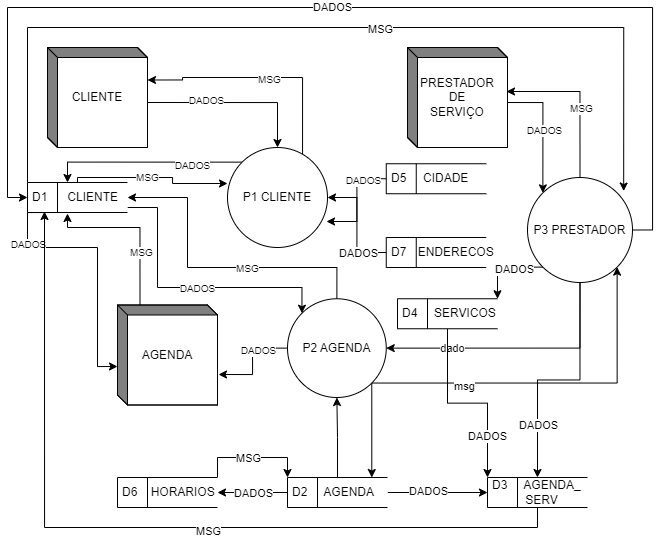 DADOS
MSG
CLIENTE
MSG
DADOS
PRESTADOR
DE
SERVIÇO
MSG
DADOS
DADOS
MSG
D1 CLIENTE
P1 CLIENTE
DADOS
D5 CIDADE
P3 PRESTADOR
DADOS
MSG
DADOS
D7 ENDERECOS
MSG
DADOS
DADOS
D4 SERVICOS
AGENDA
DADOS
P2 AGENDA
dado
msg
DADOS
DADOS
MSG
D6 HORARIOS
DADOS
D2 AGENDA
DADOS
D3 AGENDA_
SERV
MSG